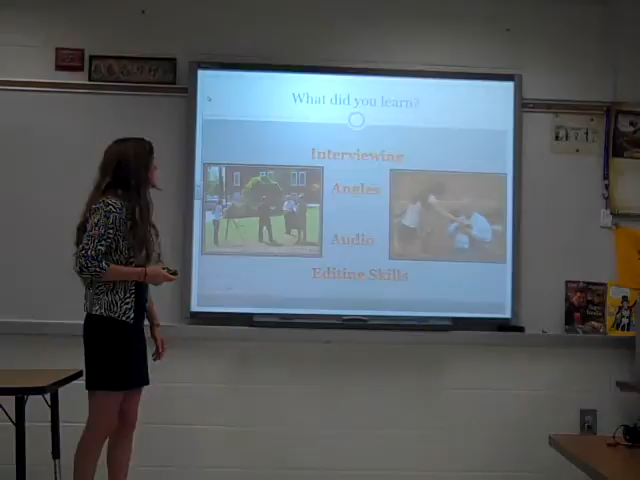 What did you learn?
Interviewing
Angles
Audio
Editing Skills